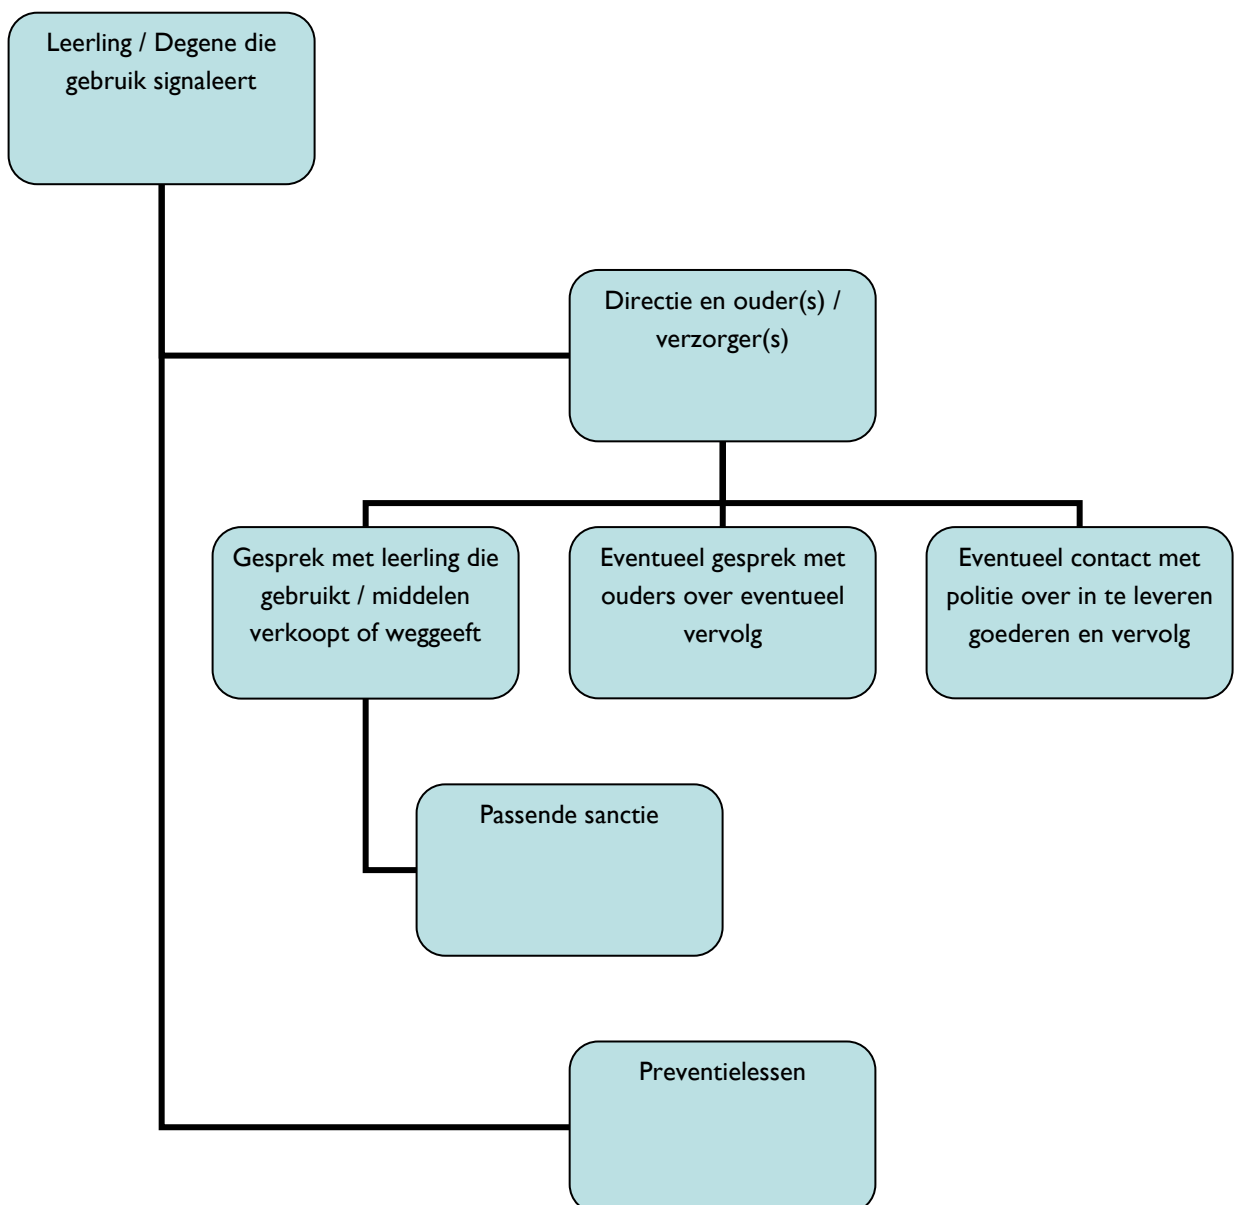 Leerling / Degene die
gebruik signaleert
Directie en ouder(s) /
verzorger(s)
Gesprek met leerling die
gebruikt / middelen
verkoopt of weggeeft
Eventueel gesprek met
ouders over eventueel
vervolg
Eventueel contact met
politie over in te leveren
goederen en vervolg
Passende sanctie
Preventielessen